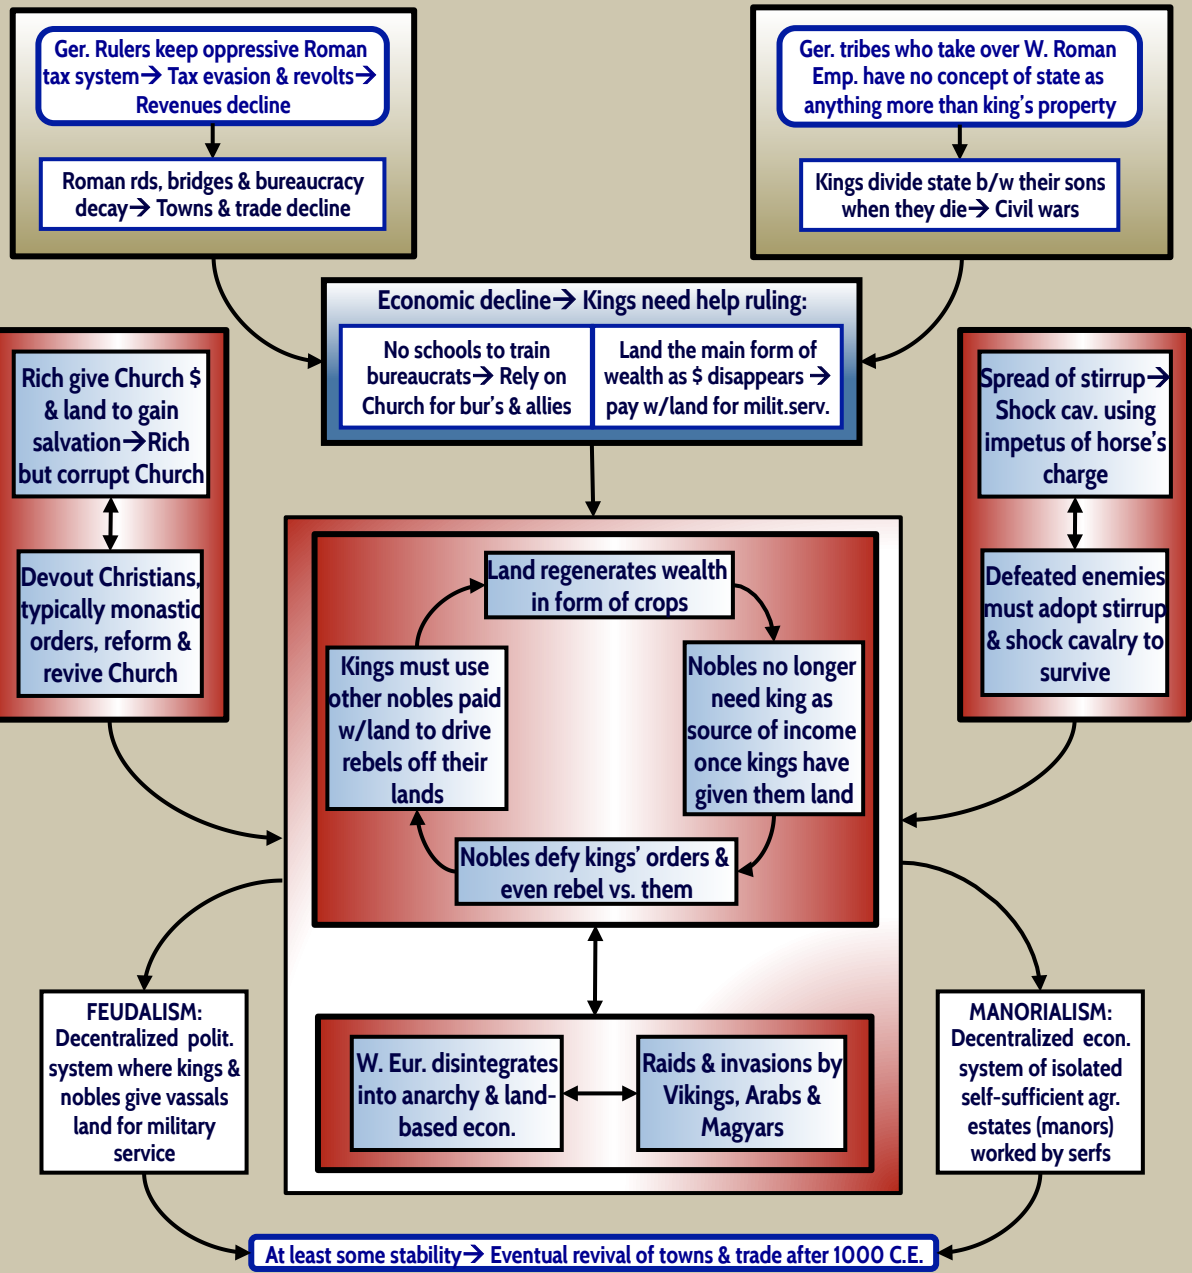 Ger. Rulers keep oppressive Roman
tax system→ Tax evasion & revolts→
Revenues decline
Roman rds, bridges & bureaucracy
decay→ Towns & trade decline
Ger. tribes who take over W. Roman
Emp. have no concept of state as
anything more than king's property
Kings divide state b/w their sons
when they die→ Civil wars
Economic decline→ Kings need help ruling:
No schools to train
bureaucrats→ Rely on
Church for bur's & allies
Land the main form of
wealth as $ disappears →
pay w/land for milit.serv.
Rich give Church $
& land to gain
salvation→Rich
but corrupt Church
Devout Christians,
typically monastic
orders, reform &
revive Church
Spread of stirrup→
Shock cav. using
impetus of horse's
charge
Defeated enemies
must adopt stirrup
& shock cavalry to
survive
Land regenerates wealth
in form of crops
Nobles no longer
need king as
source of income
once kings have
given them land
Nobles defy kings' orders &
even rebel vs. them
Kings must use
other nobles paid
w/land to drive
rebels off their
lands
W. Eur. disintegrates
into anarchy & land-
based econ.
Raids & invasions by
Vikings, Arabs &
Magyars
FEUDALISM:
Decentralized polit.
system where kings &
nobles give vassals
land for military
service
MANORIALISM:
Decentralized econ.
system of isolated
self-sufficient agr.
estates (manors)
worked by serfs
At least some stability→ Eventual revival of towns & trade after 1000 C.E.